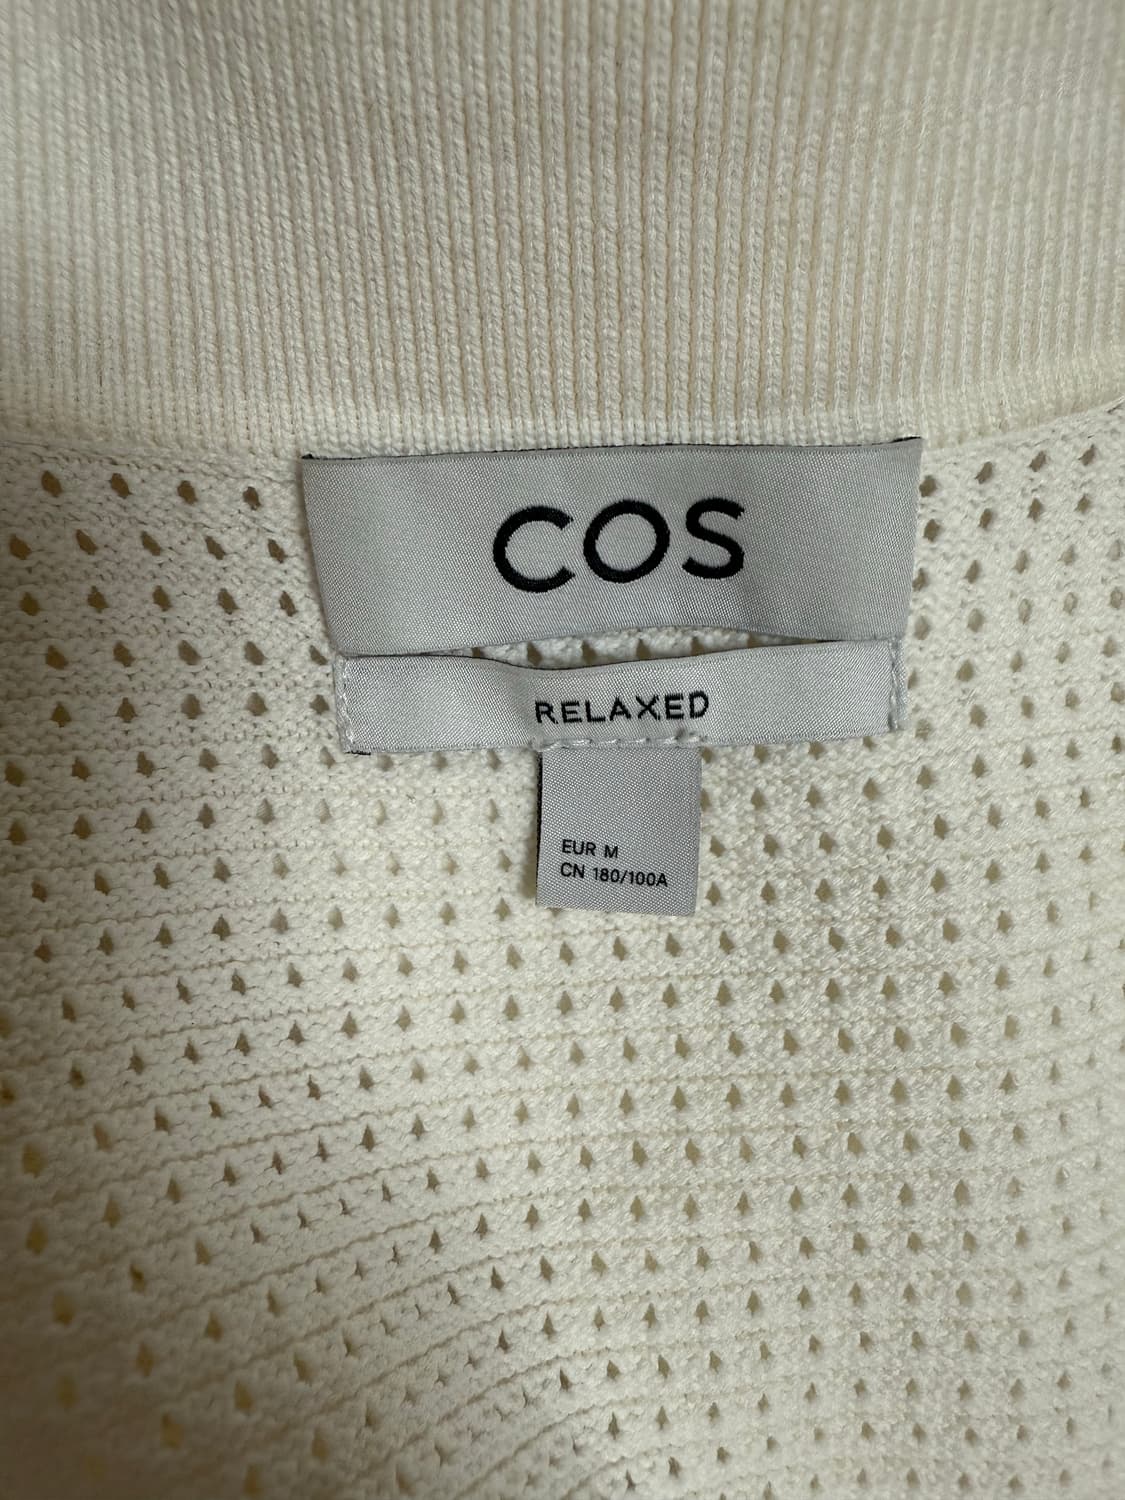 COS
RELAXED
EUR M
CN 180/100A